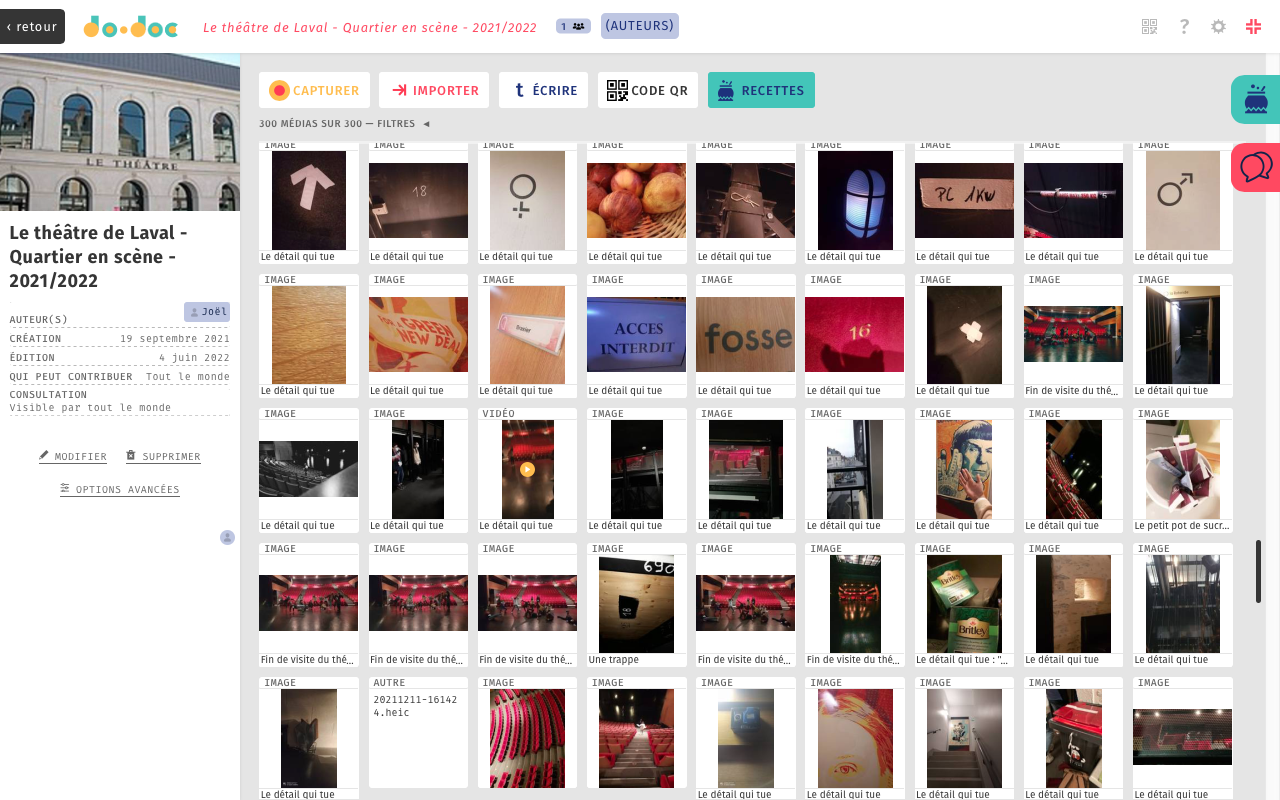 ‹ retour
do•doc
Le théâtre de Laval - Quartier en scène - 2021/2022
1
(AUTEURS)
?
CAPTURER
IMPORTER
t ÉCRIRE
CODE QR
RECETTES
300 MÉDIAS SUR 300 — FILTRES ◄
LE THÉÂTRE
Le théâtre de Laval -
Quartier en scène -
2021/2022
AUTEUR(S) Joël
CRÉATION 19 septembre 2021
ÉDITION 4 juin 2022
QUI PEUT CONTRIBUER Tout le monde
CONSULTATION
Visible par tout le monde
MODIFIER SUPPRIMER
OPTIONS AVANCÉES
IMAGE IMAGE IMAGE IMAGE IMAGE IMAGE IMAGE IMAGE IMAGE
18
PC 1KW
Le détail qui tue Le détail qui tue Le détail qui tue Le détail qui tue Le détail qui tue Le détail qui tue Le détail qui tue Le détail qui tue Le détail qui tue
IMAGE IMAGE IMAGE IMAGE IMAGE IMAGE IMAGE IMAGE IMAGE
FOR A GREEN
NEW DEAL
ACCES
INTERDIT
fosse
16
Le détail qui tue Le détail qui tue Le détail qui tue Le détail qui tue Le détail qui tue Le détail qui tue Le détail qui tue Fin de visite du thé... Le détail qui tue
IMAGE IMAGE VIDÉO IMAGE IMAGE IMAGE IMAGE IMAGE IMAGE
Le détail qui tue Le détail qui tue Le détail qui tue Le détail qui tue Le détail qui tue Le détail qui tue Le détail qui tue Le détail qui tue Le petit pot de sucr...
IMAGE IMAGE IMAGE IMAGE IMAGE IMAGE IMAGE IMAGE IMAGE
690
Britley
Britley
Fin de visite du thé... Fin de visite du thé... Fin de visite du thé... Une trappe Fin de visite du thé... Fin de visite du thé... Le détail qui tue : "... Le détail qui tue Le détail qui tue
IMAGE AUTRE IMAGE IMAGE IMAGE IMAGE IMAGE IMAGE IMAGE
20211211-16142
4.heic
Le détail qui tue Le détail qui tue Le détail qui tue Le détail qui tue Le détail qui tue Le détail qui tue